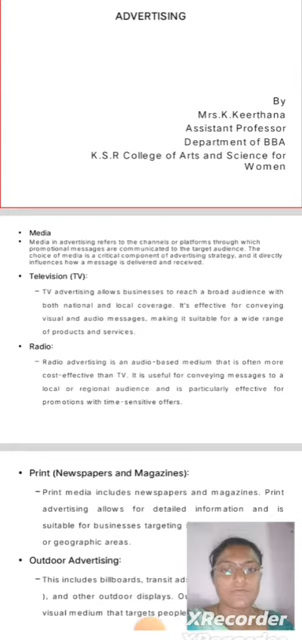 ADVERTISING
By
Mrs.K.Keerthana
Assistant Professor
Department of BBA
K.S.R College of Arts and Science for
Women
• Media
• Media in advertising refers to the channels or platforms through which
promotional messages are communicated to the target audience. The
choice of media is a critical component of advertising strategy, and it directly
influences how a message is delivered and received.
• Television (TV):
– TV advertising allows businesses to reach a broad audience with
both national and local coverage. It's effective for conveying
visual and audio messages, making it suitable for a wide range
of products and services.
• Radio:
– Radio advertising is an audio-based medium that is often more
cost-effective than TV. It is useful for conveying messages to a
local or regional audience and is particularly effective for
promotions with time-sensitive offers.
• Print (Newspapers and Magazines):
– Print media includes newspapers and magazines. Print
advertising allows for detailed information and is
suitable for businesses targeting
or geographic areas.
• Outdoor Advertising:
– This includes billboards, transit
), and other outdoor displays.
visual medium that targets people
XRecorder